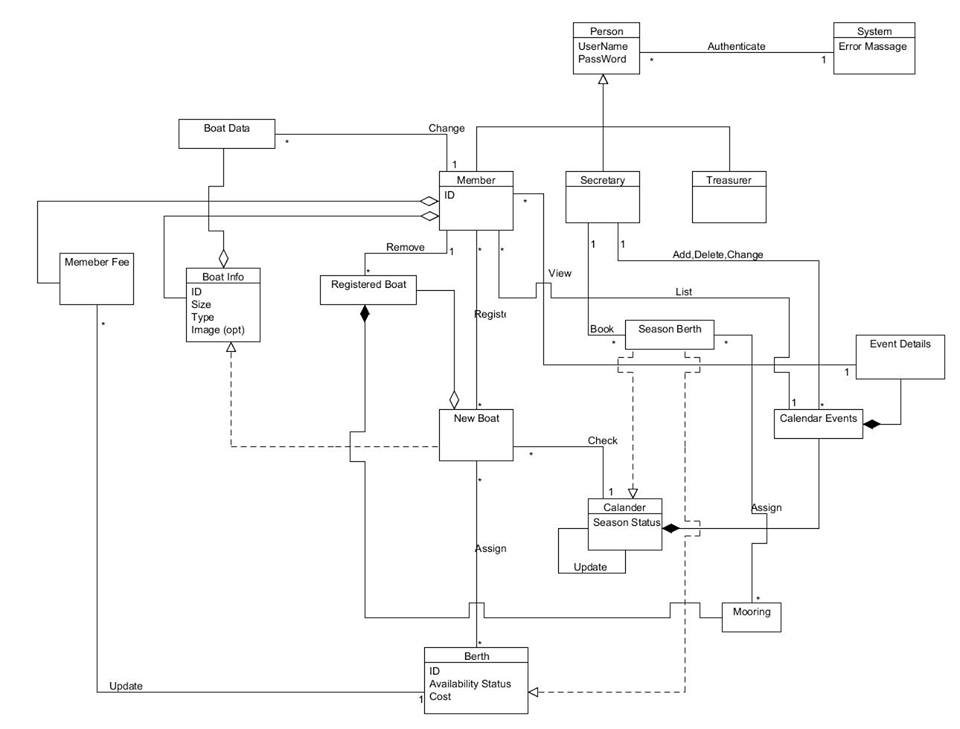 Person
UserName
PassWord
Authenticate
*
1
System
Error Massage
Boat Data
*
Change
1
Member
ID
*
Secretary
Treasurer
Memeber Fee
*
Boat Info
ID
Size
Type
Image (opt)
Remove
1
*
*
*
1
1
Registered Boat
Add,Delete,Change
View
List
Registe
Book
*
Season Berth
*
Event Details
1
*
New Boat
1
*
Calendar Events
Check
*
1
*
Calander
Season Status
Update
Assign
Assign
*
Mooring
*
Berth
ID
Availability Status
Cost
Update
1